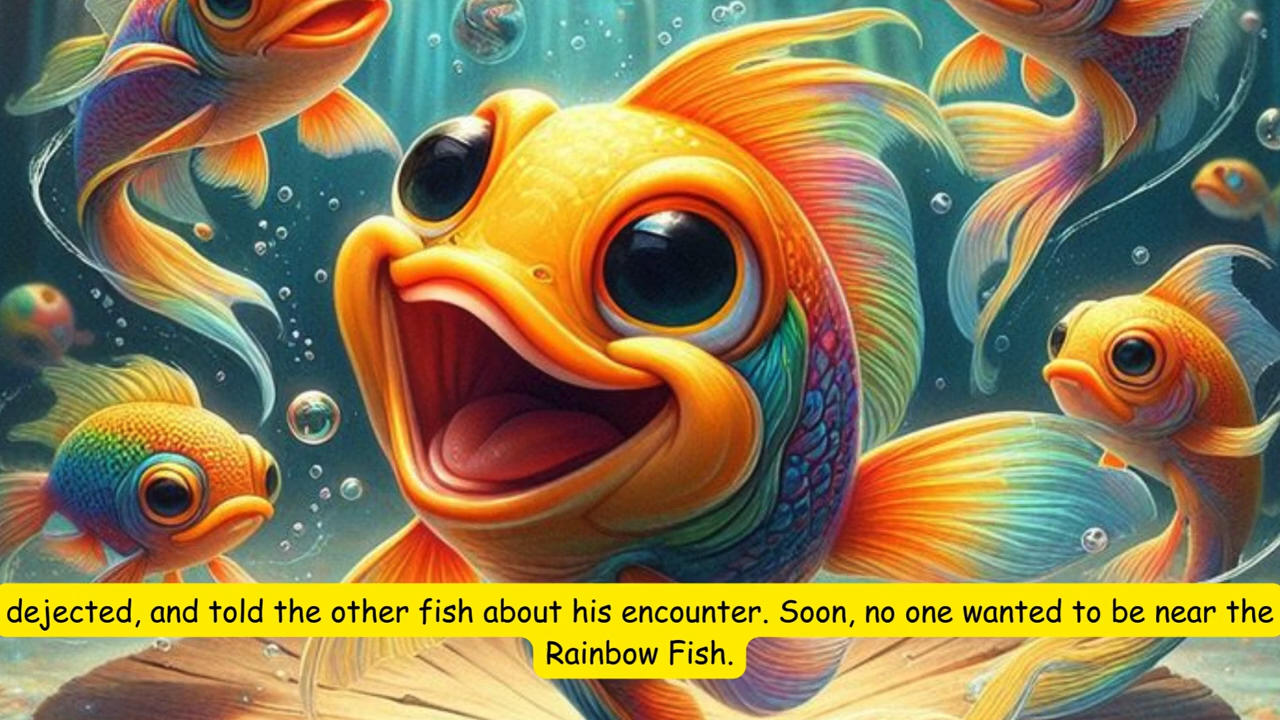 dejected, and told the other fish about his encounter. Soon, no one wanted to be near the
Rainbow Fish.